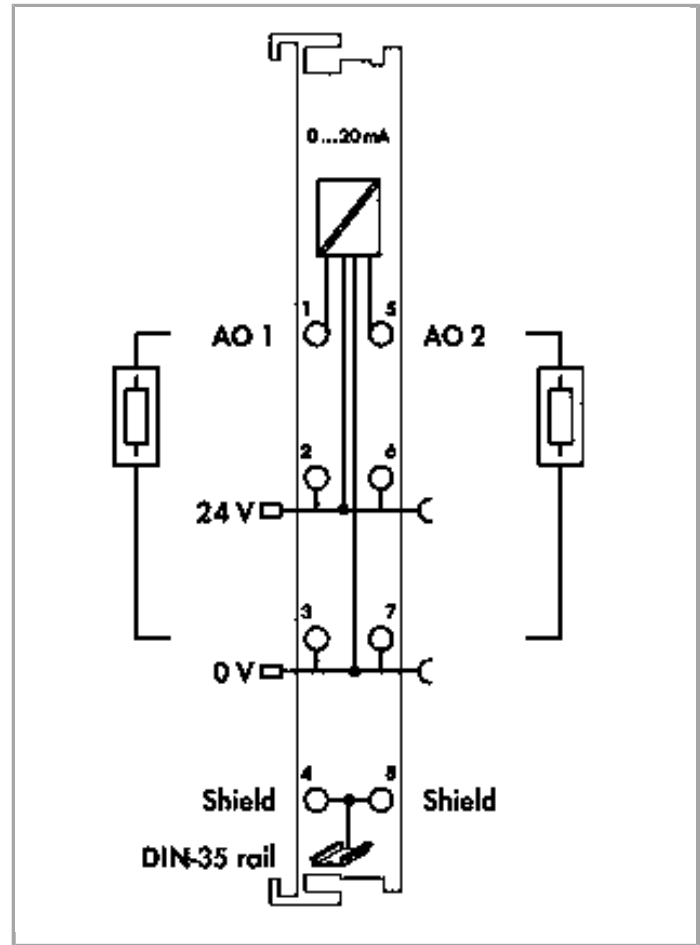 0...20mA
1 5
AO 1 AO 2
2 6
24 V
3 7
0 V
4 8
Shield Shield
DIN-35 rail